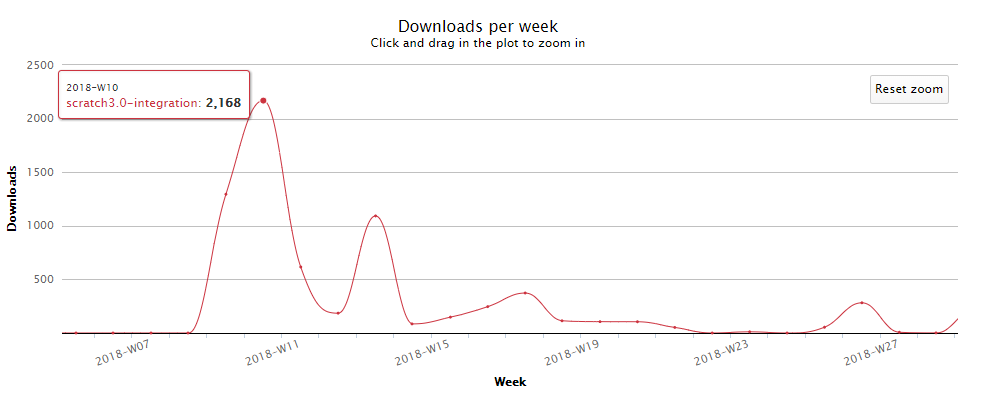 Downloads per week
Click and drag in the plot to zoom in
2500
2018-W10
scratch3.0-integration: 2,168
Reset zoom
2000
1500
Downloads
1000
500
2018-W07
2018-W11
2018-W15
2018-W19
2018-W23
2018-W27
Week